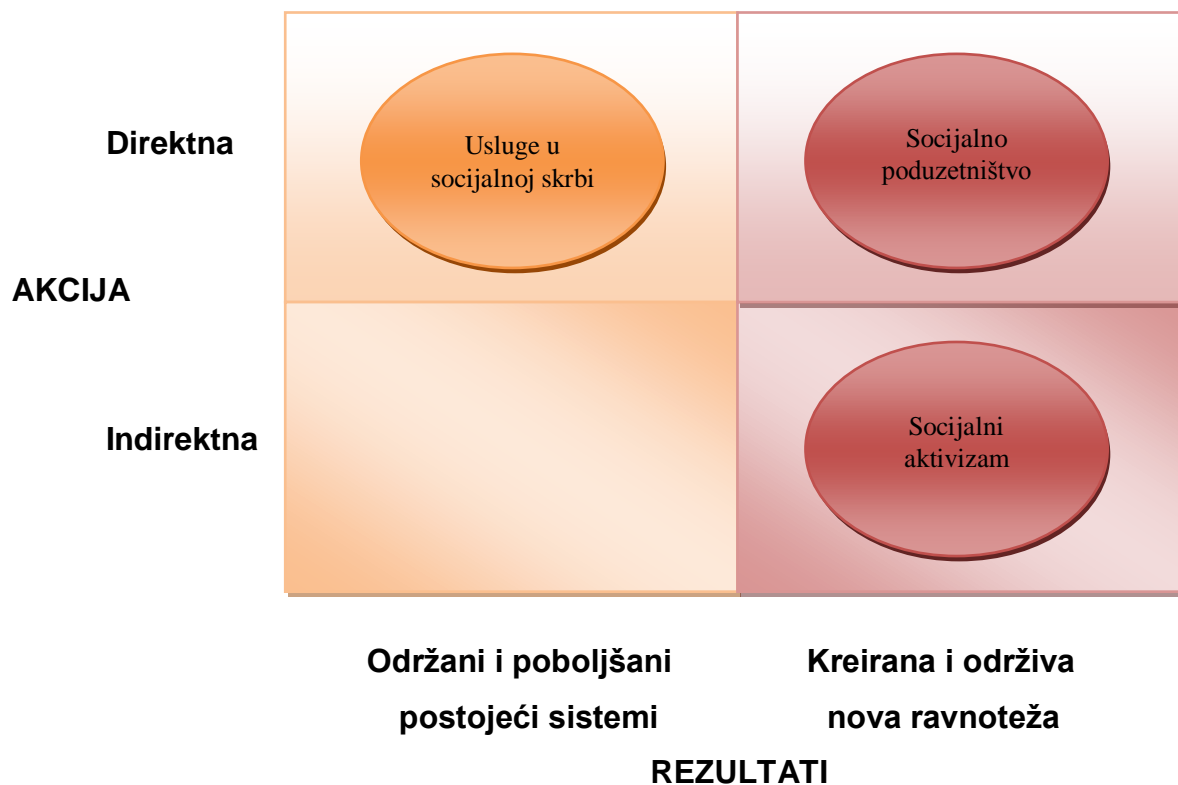 Direktna
Usluge u
socijalnoj skrbi
Socijalno
poduzetništvo
AKCIJA
Indirektna
Socijalni
aktivizam
Održani i poboljšani
postojeći sistemi
Kreirana i održiva
nova ravnoteža
REZULTATI